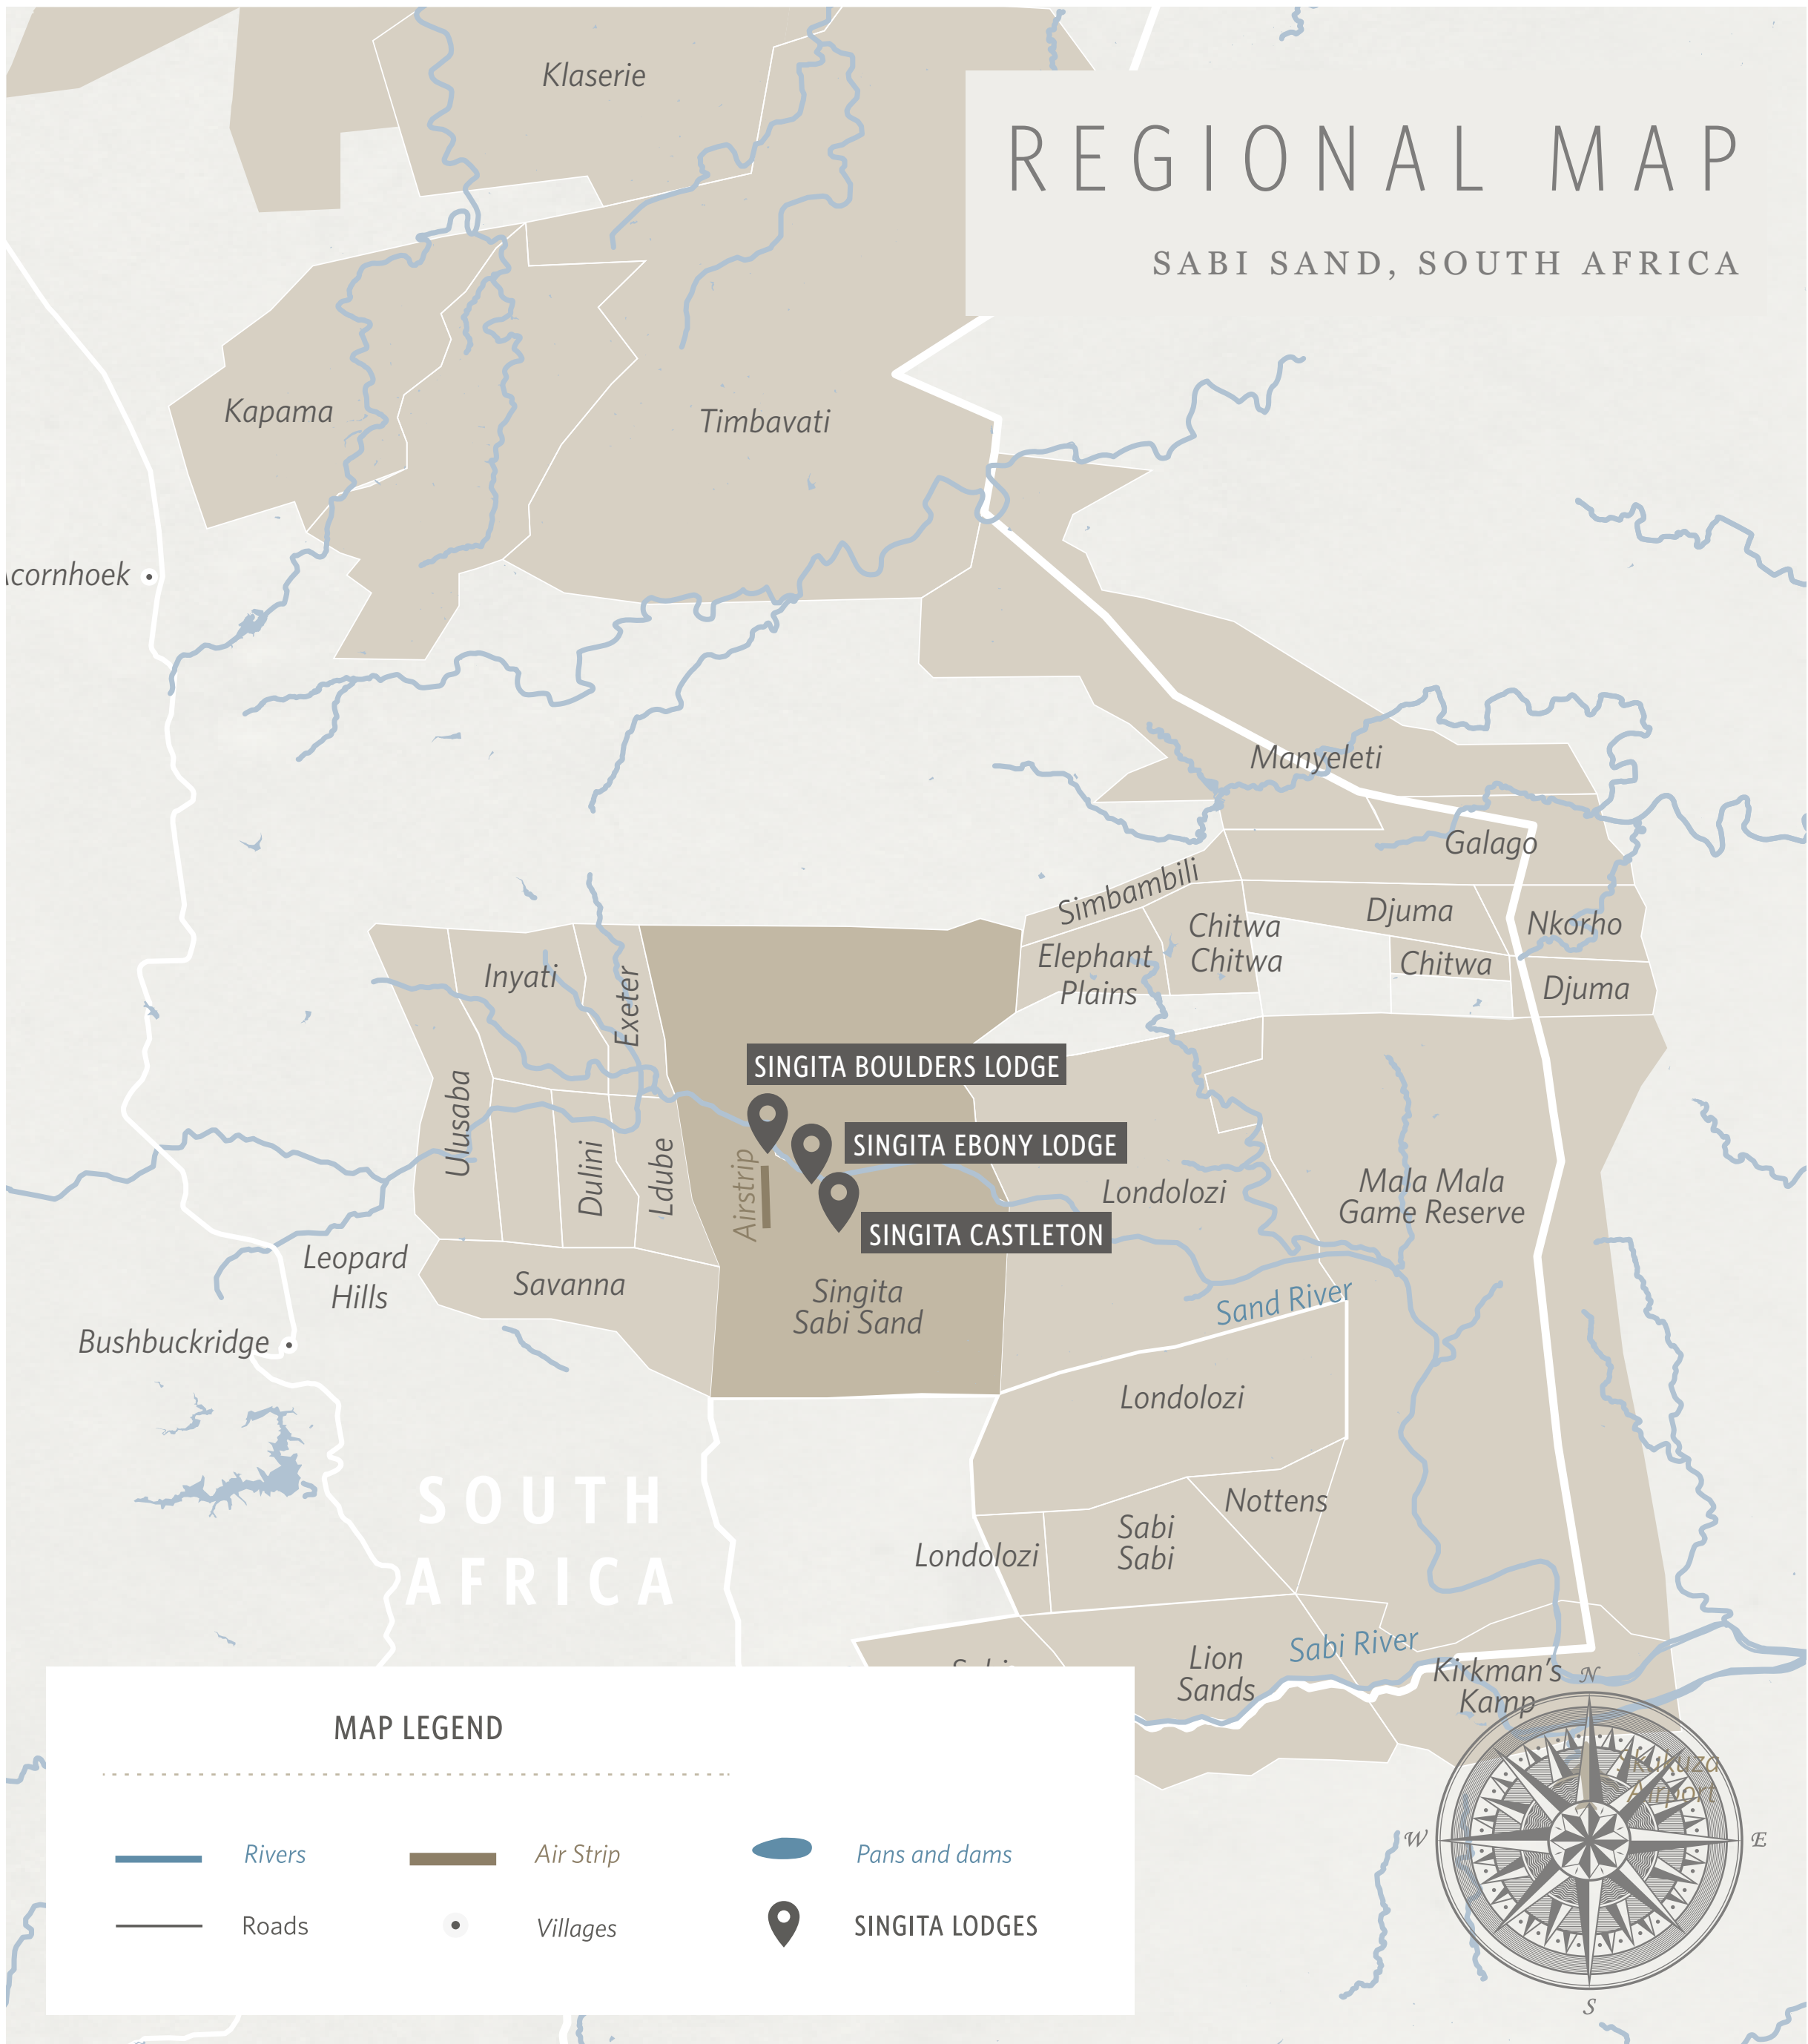 Klaserie
REGIONAL MAP
SABI SAND, SOUTH AFRICA
Kapama
Timbavati
cornhoek
Manyeleti
Galago
Simbambili
Djuma
Chitwa
Chitwa
Nkorho
Elephant
Plains
Chitwa
Djuma
Inyati
Exeter
SINGITA BOULDERS LODGE
Ulusaba
SINGITA EBONY LODGE
Dulini
Ldube
Airstrip
Londolozi
Mala Mala
Game Reserve
SINGITA CASTLETON
Leopard
Hills
Savanna
Singita
Sabi Sand
Sand River
Bushbuckridge
Londolozi
SOUTH
AFRICA
Nottens
Sabi
Sabi
Londolozi
Sabi River
Lion
Sands
Kirkman's
Kamp
N
Skukuza
Airport
W
E
S
MAP LEGEND
Rivers
Air Strip
Pans and dams
Roads
Villages
SINGITA LODGES